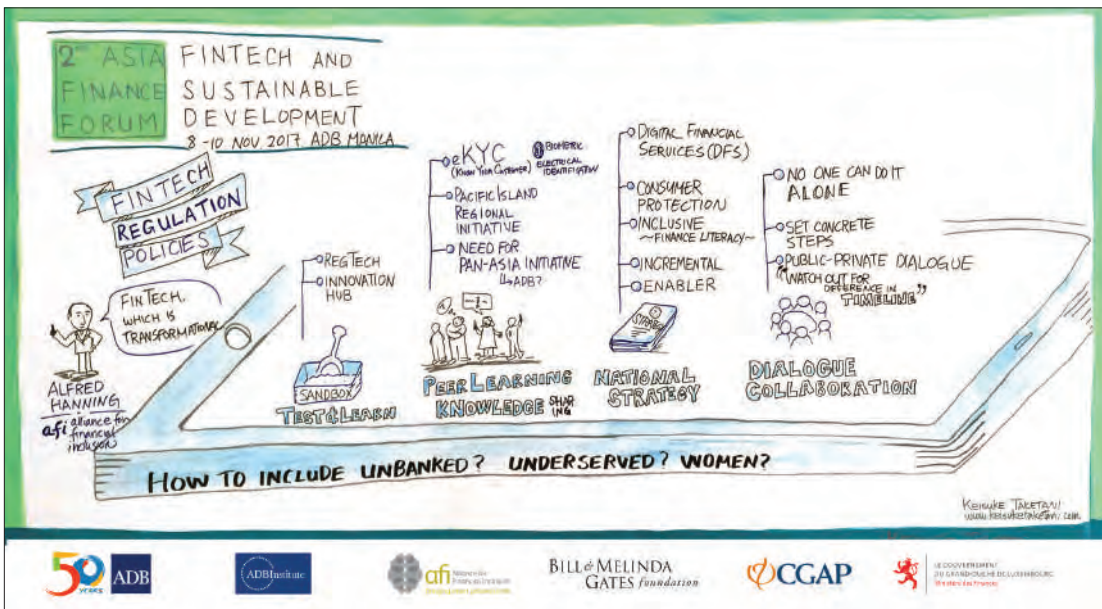 2ND ASIA
FINANCE
FORUM
FINTECH AND
SUSTAINABLE
DEVELOPMENT
8-10 NOV. 2017 ADB MANILA
FINTECH
REGULATION
POLICIES
FINTECH,
WHICH IS
TRANSFORMATIONAL
ALFRED
HANNING
afi alliance for
financial
inclusion
REGTECH
INNOVATION
HUB
SANDBOX
TEST & LEARN
eKYC
(KNOW YOUR CUSTOMER)
BIOMETRIC
ELECTRICAL
IDENTIFICATION
PACIFIC ISLAND
REGIONAL
INITIATIVE
NEED FOR
PAN-ASIA INITIATIVE
↳ADB?
PEER LEARNING
KNOWLEDGE SHAR
ING
DIGITAL FINANCIAL
SERVICES (DFS)
CONSUMER
PROTECTION
INCLUSIVE
~FINANCE LITERACY~
INCREMENTAL
ENABLER
NATIONAL
STRATEGY
NO ONE CAN DO IT
ALONE
SET CONCRETE
STEPS
PUBLIC-PRIVATE DIALOGUE
"WATCH OUT FOR
DIFFERENCE IN
TIMELINE"
DIALOGUE
COLLABORATION
HOW TO INCLUDE UNBANKED? UNDERSERVED? WOMEN?
KEISUKE TAKETANI
www.keisuketaketani.com
50 YEARS
ADB
ADBInstitute
afi
BILL & MELINDA
GATES foundation
CGAP
LE GOUVERNEMENT
DU GRAND-DUCHÉ DE LUXEMBOURG
Ministère des Finances